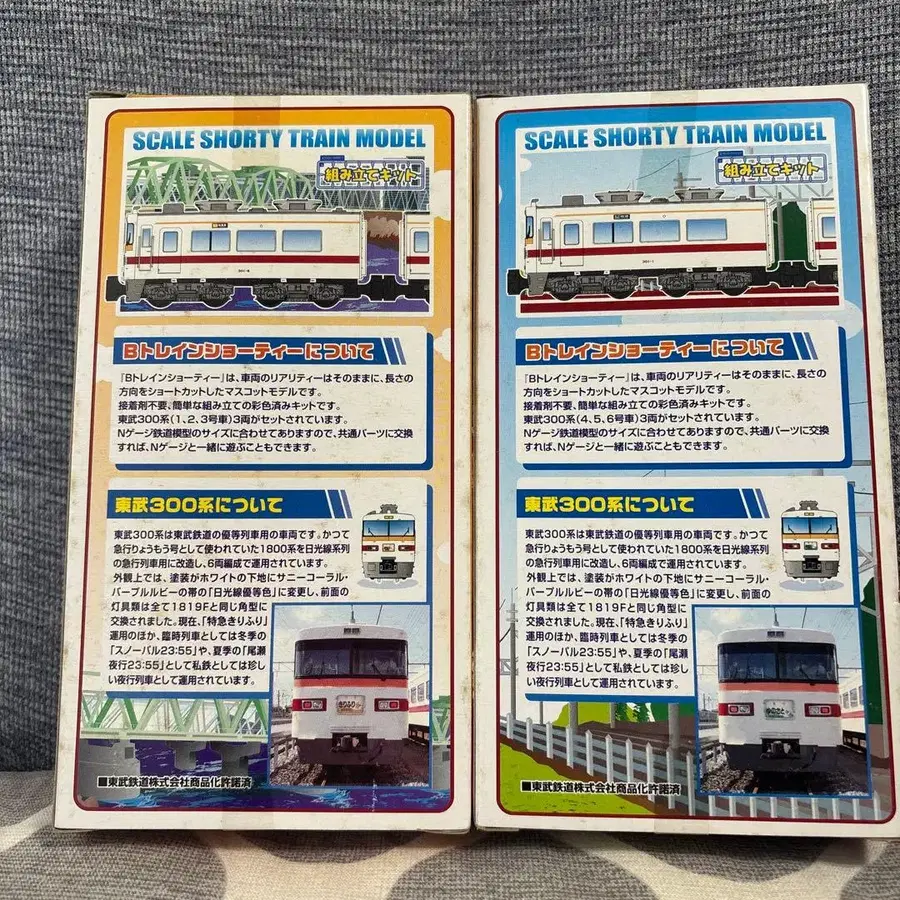 SCALE SHORTY TRAIN MODEL
組み立てキット
Bトレインショーティーについて
「Bトレインショーティー」は、車両のリアリティーはそのままに、長さの
方向をショートカットしたマスコットモデルです。
接着剤不要、簡単な組み立ての彩色済みキットです。
東武300系(1、2、3号車)3両がセットされています。
Nゲージ鉄道模型のサイズに合わせてありますので、共通パーツに交換
すれば、Nゲージと一緒に遊ぶこともできます。
東武300系について
東武300系は東武鉄道の優等列車用の車両です。かつて
急行りょうもう号として使われていた1800系を日光線系列
の急行列車用に改造し、6両編成で運用されています。
外観上では、塗装がホワイトの下地にサニーコーラル・
パープルルビーの帯の「日光線優等色」に変更し、前面の
灯具類は全て1819Fと同じ角型に
交換されました。現在、「特急きりふり」
運用のほか、臨時列車としては冬季の
「スノーパル23:55」や、夏季の「尾瀬
夜行23:55」として私鉄としては珍し
い夜行列車として運用されています。
きりふり
■東武鉄道株式会社商品化許諾済
SCALE SHORTY TRAIN MODEL
組み立てキット
Bトレインショーティーについて
「Bトレインショーティー」は、車両のリアリティーはそのままに、長さの
方向をショートカットしたマスコットモデルです。
接着剤不要、簡単な組み立ての彩色済みキットです。
東武300系(4、5、6号車)3両がセットされています。
Nゲージ鉄道模型のサイズに合わせてありますので、共通パーツに交換
すれば、Nゲージと一緒に遊ぶこともできます。
東武300系について
東武300系は東武鉄道の優等列車用の車両です。かつて
急行りょうもう号として使われていた1800系を日光線系列
の急行列車用に改造し、6両編成で運用されています。
外観上では、塗装がホワイトの下地にサニーコーラル・
パープルルビーの帯の「日光線優等色」に変更し、前面の
灯具類は全て1819Fと同じ角型に
交換されました。現在、「特急きりふり」
運用のほか、臨時列車としては冬季の
「スノーパル23:55」や、夏季の「尾瀬
夜行23:55」として私鉄としては珍し
い夜行列車として運用されています。
■東武鉄道株式会社商品化許諾済